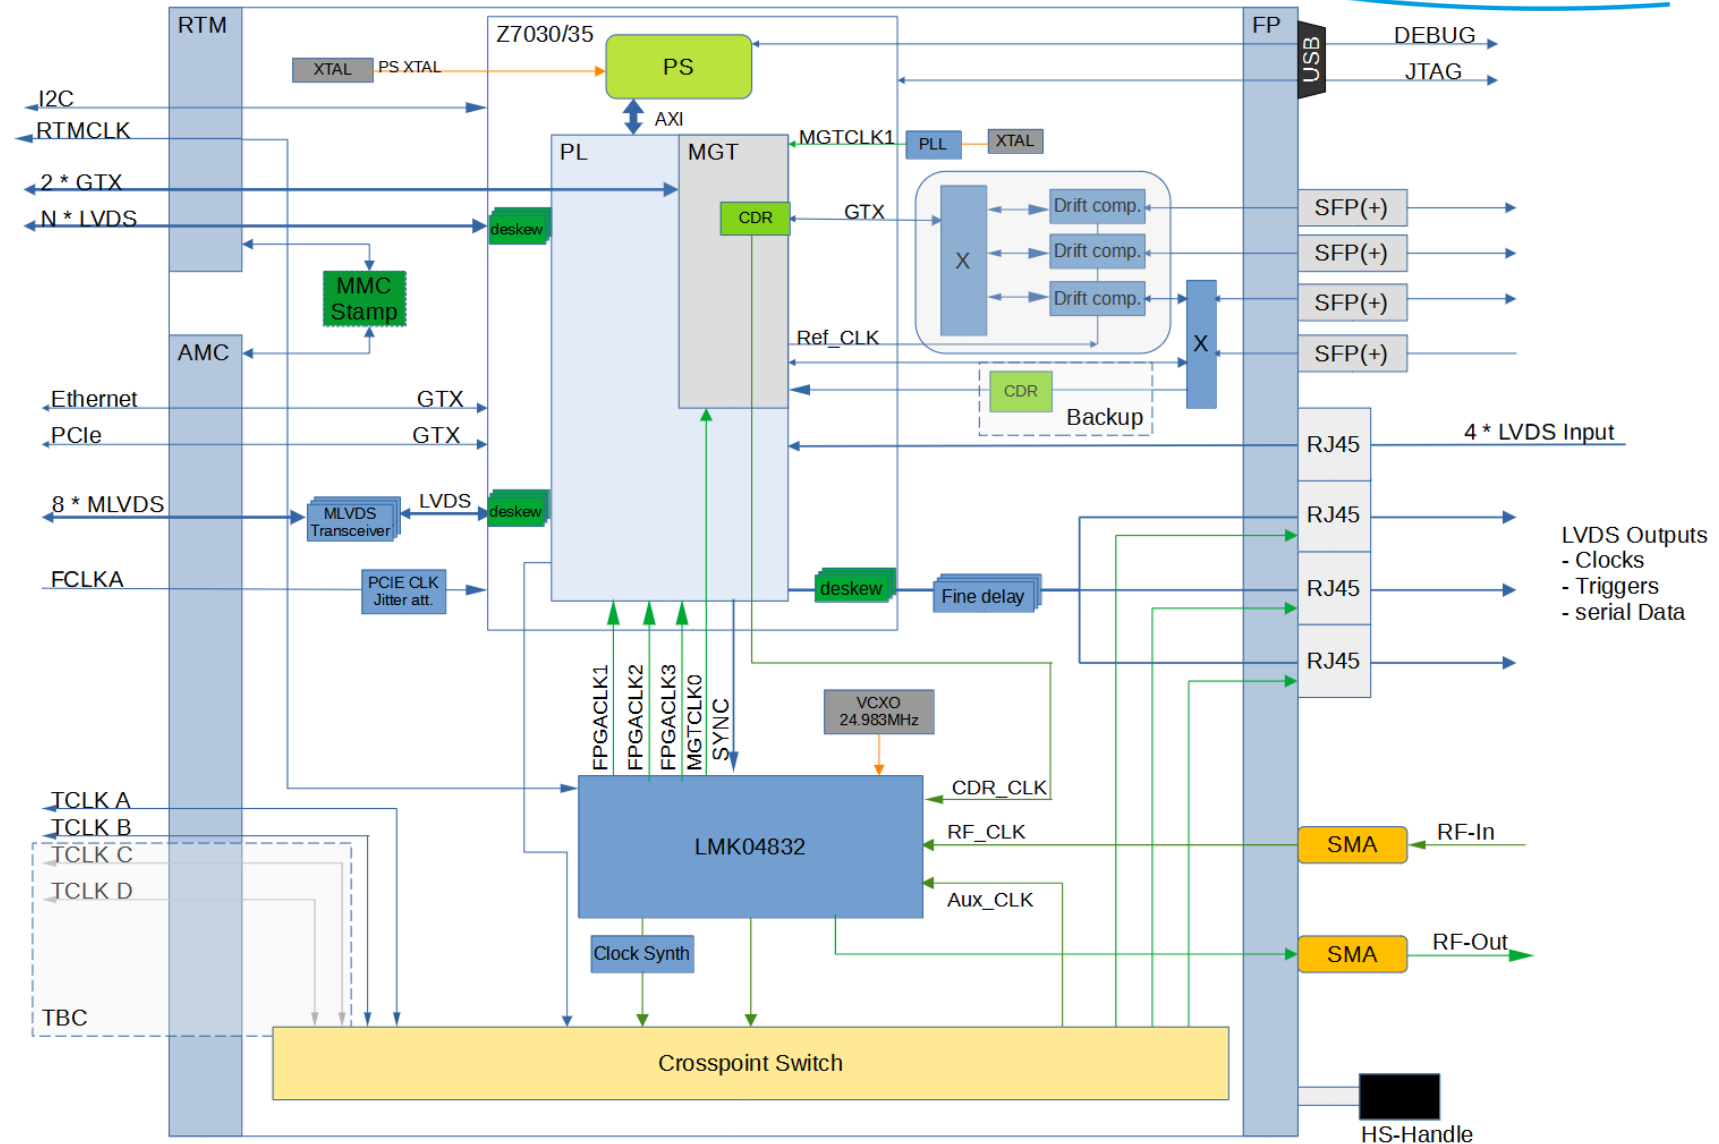 RTM
Z7030/35
FP
USB
DEBUG
JTAG
XTAL
PS XTAL
PS
AXI
I2C
RTMCLK
PL
MGT
MGTCLK1
PLL
XTAL
2 * GTX
N * LVDS
deskew
CDR
GTX
X
Drift comp.
Drift comp.
Drift comp.
SFP(+)
SFP(+)
SFP(+)
SFP(+)
MMC
Stamp
Ref_CLK
X
AMC
CDR
Backup
Ethernet
GTX
PCIe
GTX
RJ45
4 * LVDS Input
8 * MLVDS
MLVDS
Transceiver
LVDS
deskew
RJ45
LVDS Outputs
- Clocks
- Triggers
- serial Data
FCLKA
PCIE CLK
Jitter att.
deskew
Fine delay
RJ45
RJ45
FPGACLK1
FPGACLK2
FPGACLK3
MGTCLK0
SYNC
VCXO
24.983MHz
CDR_CLK
TCLK A
TCLK B
TCLK C
TCLK D
TBC
LMK04832
RF_CLK
Aux_CLK
SMA
RF-In
Clock Synth
SMA
RF-Out
Crosspoint Switch
HS-Handle